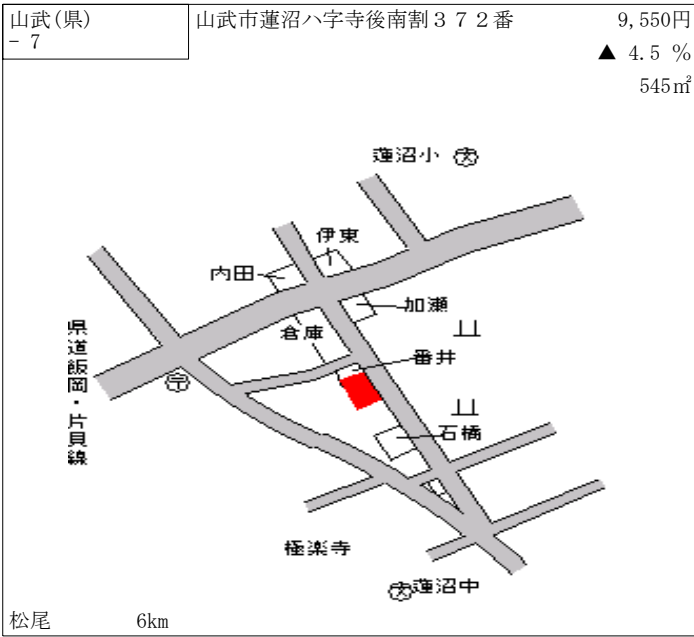 山武(県)
- 7
山武市蓮沼ハ字寺後南割３７２番
9,550円
▲ 4.5 %
545㎡
蓮沼小 文
伊東
内田
加瀬
倉庫
番井
県道飯岡・片貝線
〒
石橋
極楽寺
文 蓮沼中
松尾 6km